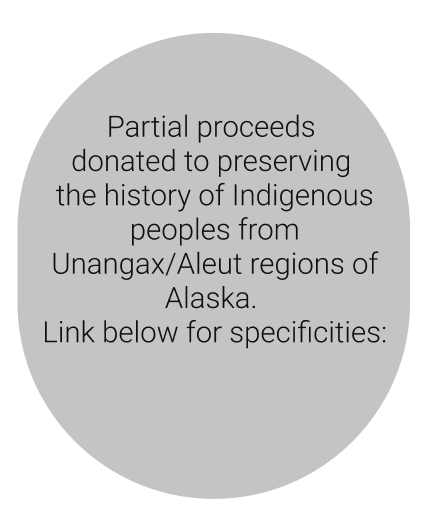 Partial proceeds
donated to preserving
the history of Indigenous
peoples from
Unangax/Aleut regions of
Alaska.
Link below for specificities: